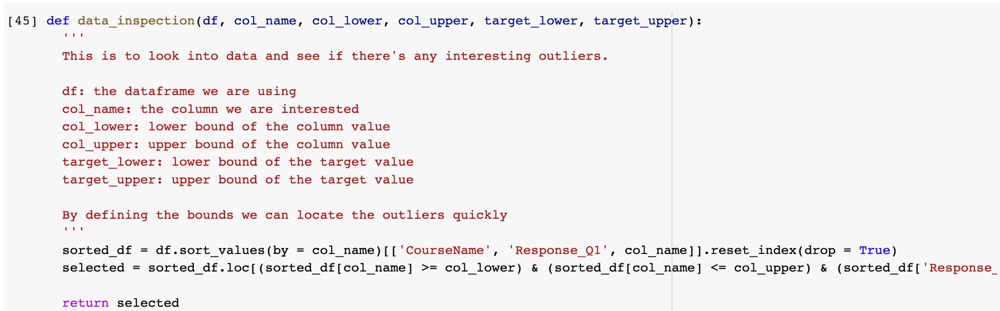 [45] def data_inspection(df, col_name, col_lower, col_upper, target_lower, target_upper):
'''
This is to look into data and see if there's any interesting outliers.
df: the dataframe we are using
col_name: the column we are interested
col_lower: lower bound of the column value
col_upper: upper bound of the column value
target_lower: lower bound of the target value
target_upper: upper bound of the target value
By defining the bounds we can locate the outliers quickly
'''
sorted_df = df.sort_values(by = col_name)[['CourseName', 'Response_Q1', col_name]].reset_index(drop = True)
selected = sorted_df.loc[(sorted_df[col_name] >= col_lower) & (sorted_df[col_name] <= col_upper) & (sorted_df['Response_
return selected